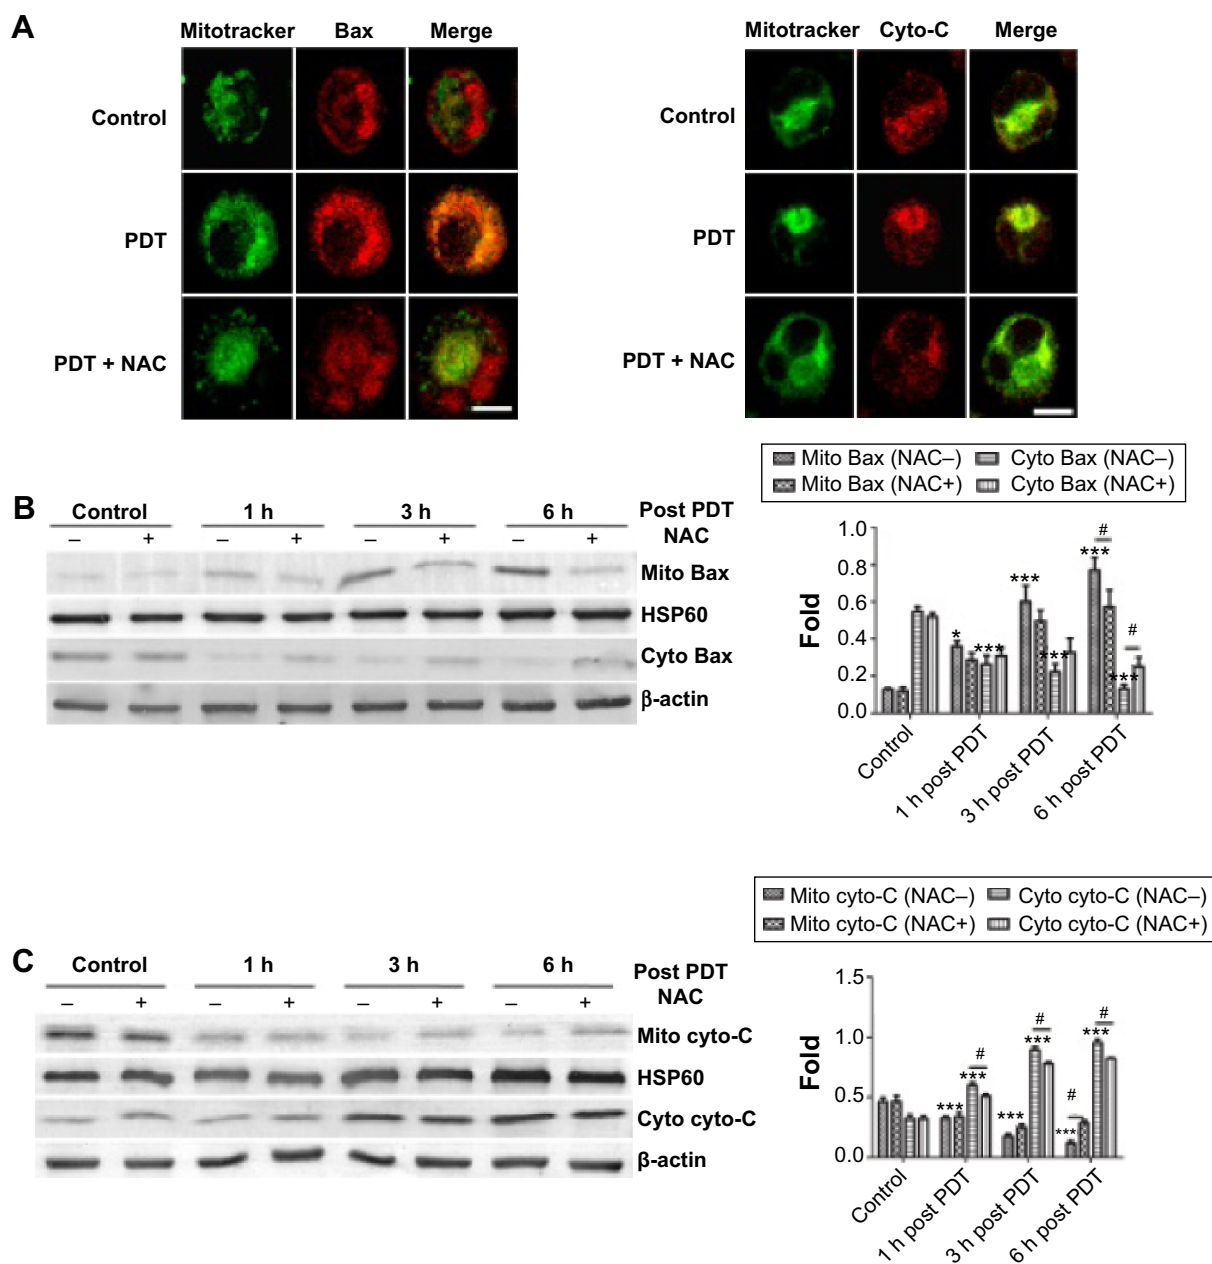 A
Mitotracker Bax Merge
Control
PDT
PDT + NAC
Mitotracker Cyto-C Merge
Control
PDT
PDT + NAC
B
Control 1 h 3 h 6 h Post PDT
– + – + – + – + NAC
Mito Bax
HSP60
Cyto Bax
β-actin
Mito Bax (NAC–) Cyto Bax (NAC–)
Mito Bax (NAC+) Cyto Bax (NAC+)
Fold
1.0
0.8
0.6
0.4
0.2
0.0
* *** *** *** *** # *** #
Control
1 h post PDT
3 h post PDT
6 h post PDT
C
Control 1 h 3 h 6 h Post PDT
– + – + – + – + NAC
Mito cyto-C
HSP60
Cyto cyto-C
β-actin
Mito cyto-C (NAC–) Cyto cyto-C (NAC–)
Mito cyto-C (NAC+) Cyto cyto-C (NAC+)
Fold
1.5
1.0
0.5
0.0
*** *** # *** *** # *** # *** #
Control
1 h post PDT
3 h post PDT
6 h post PDT